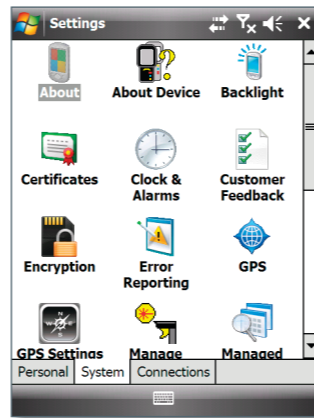 Settings
About About Device Backlight
Certificates Clock & Customer
Alarms Feedback
Encryption Error GPS
Reporting
GPS Settings Manage Managed
Personal System Connections